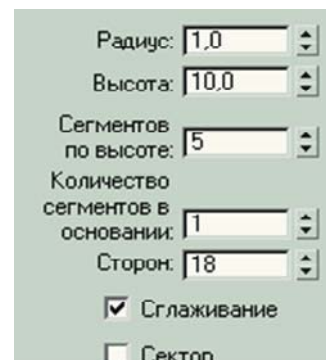 Радиус: 1,0
Высота: 10,0
Сегментов
по высоте: 5
Количество
сегментов в
основании: 1
Сторон: 18
Сглаживание
Сектор